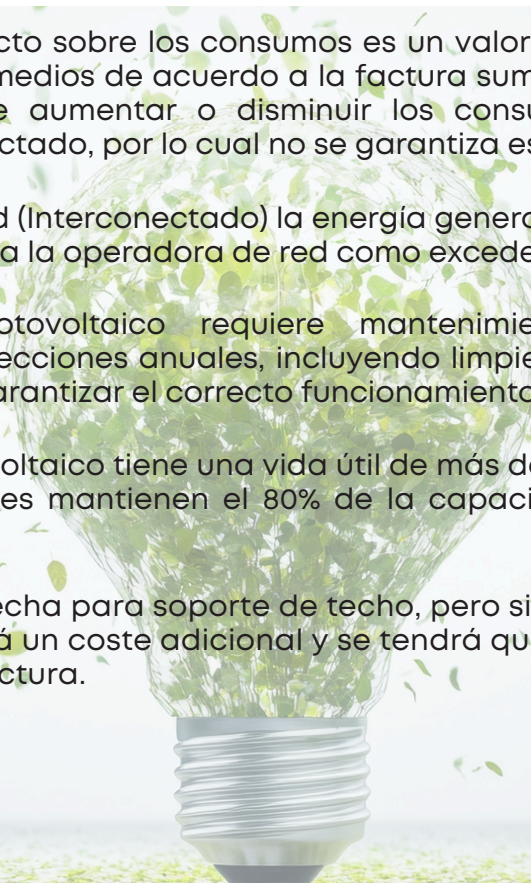 cto sobre los consumos es un valor
medios de acuerdo a la factura sum
e aumentar o disminuir los consu
ctado, por lo cual no se garantiza es
d (Interconectado) la energía genera
a la operadora de red como excede
otovoltaico requiere mantenimie
ecciones anuales, incluyendo limpie
arantizar el correcto funcionamiento
oltaico tiene una vida útil de más de
es mantienen el 80% de la capaci
echa para soporte de techo, pero si
á un coste adicional y se tendrá qu
ctura.